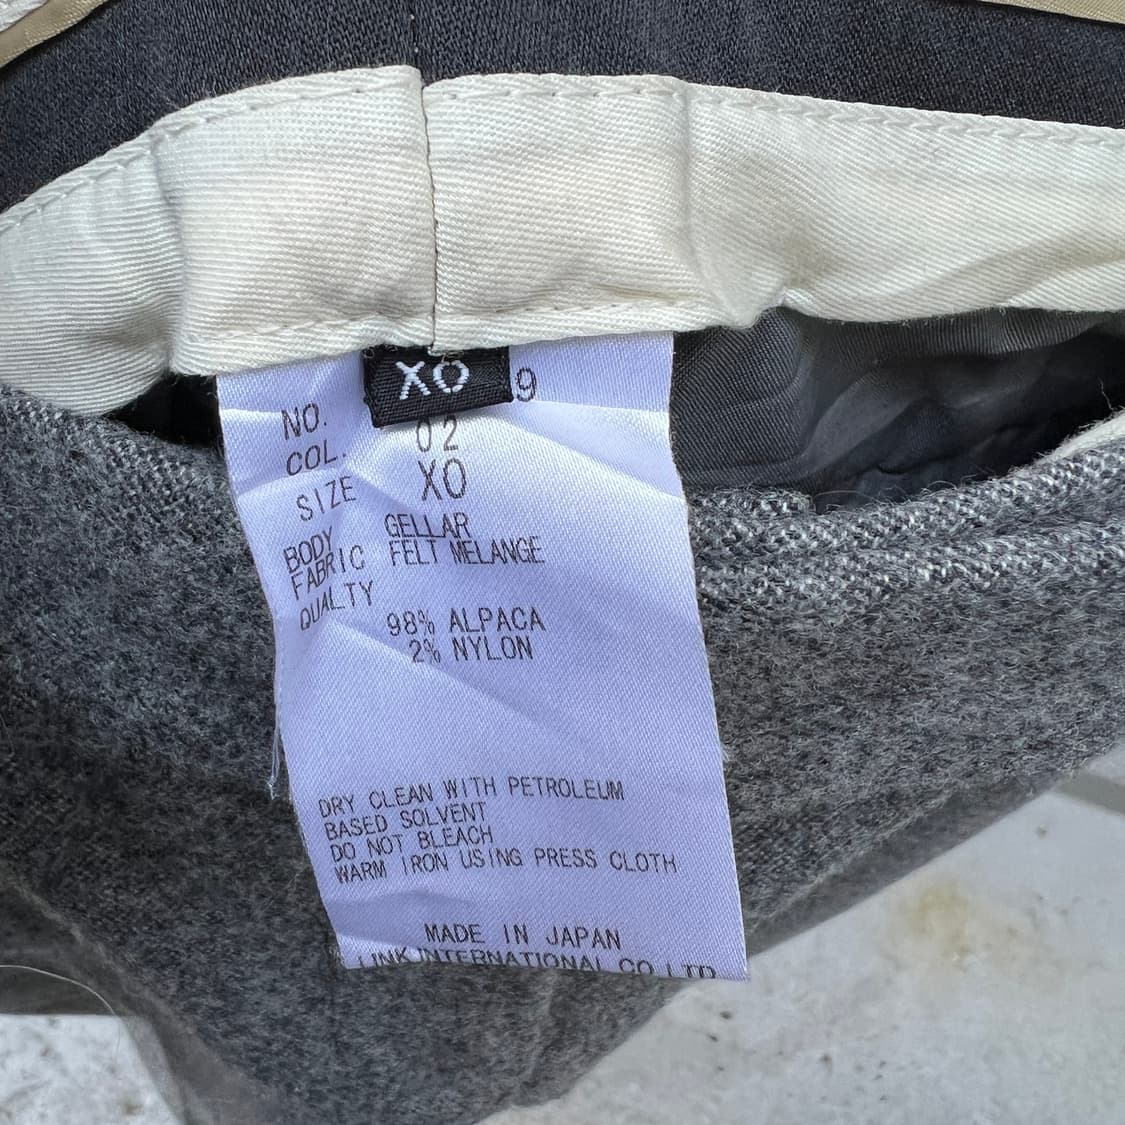 XO
NO. 9
COL. 02
SIZE XO
BODY GELLAR
FABRIC FELT MELANGE
QUALTY
98% ALPACA
2% NYLON
DRY CLEAN WITH PETROLEUM
BASED SOLVENT
DO NOT BLEACH
WARM IRON USING PRESS CLOTH
MADE IN JAPAN
LINK INTERNATIONAL CO.LTD